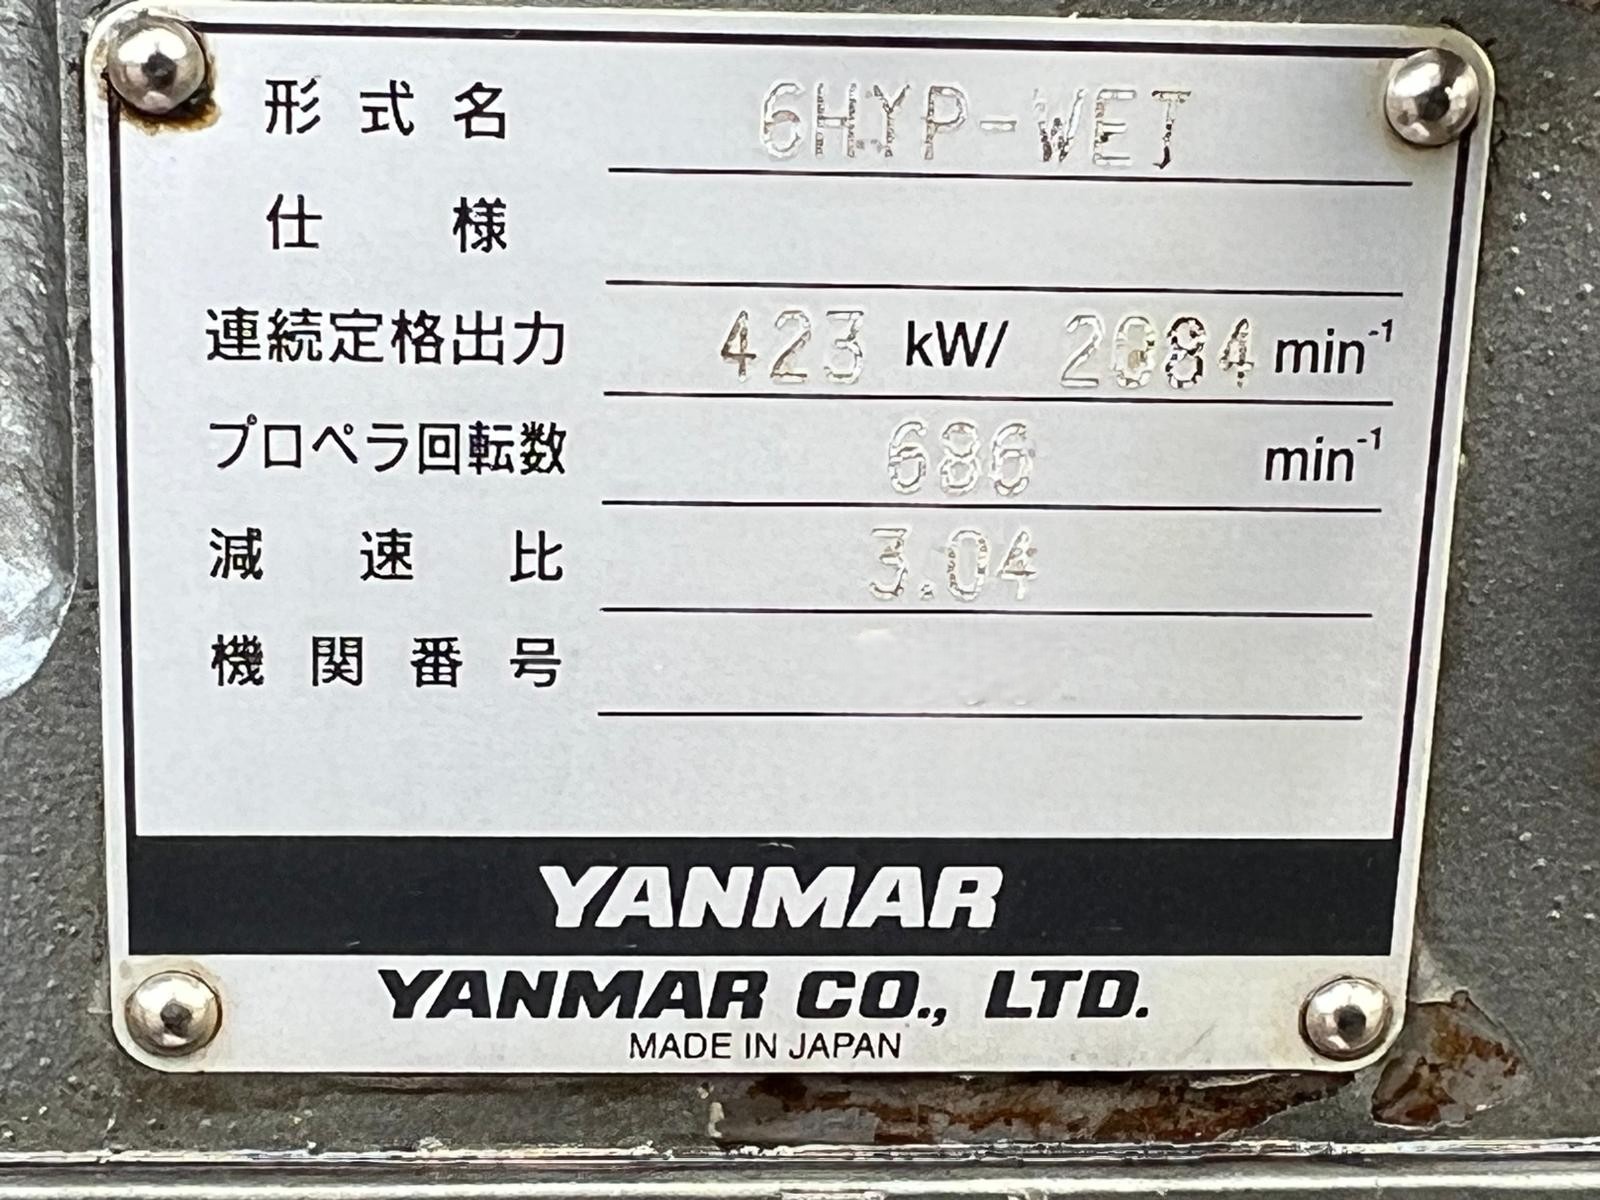 形式名 6HYP-WET
仕様
連続定格出力 423 kW/ 2084 min⁻¹
プロペラ回転数 686 min⁻¹
減速比 3.04
機関番号
YANMAR
YANMAR CO., LTD.
MADE IN JAPAN